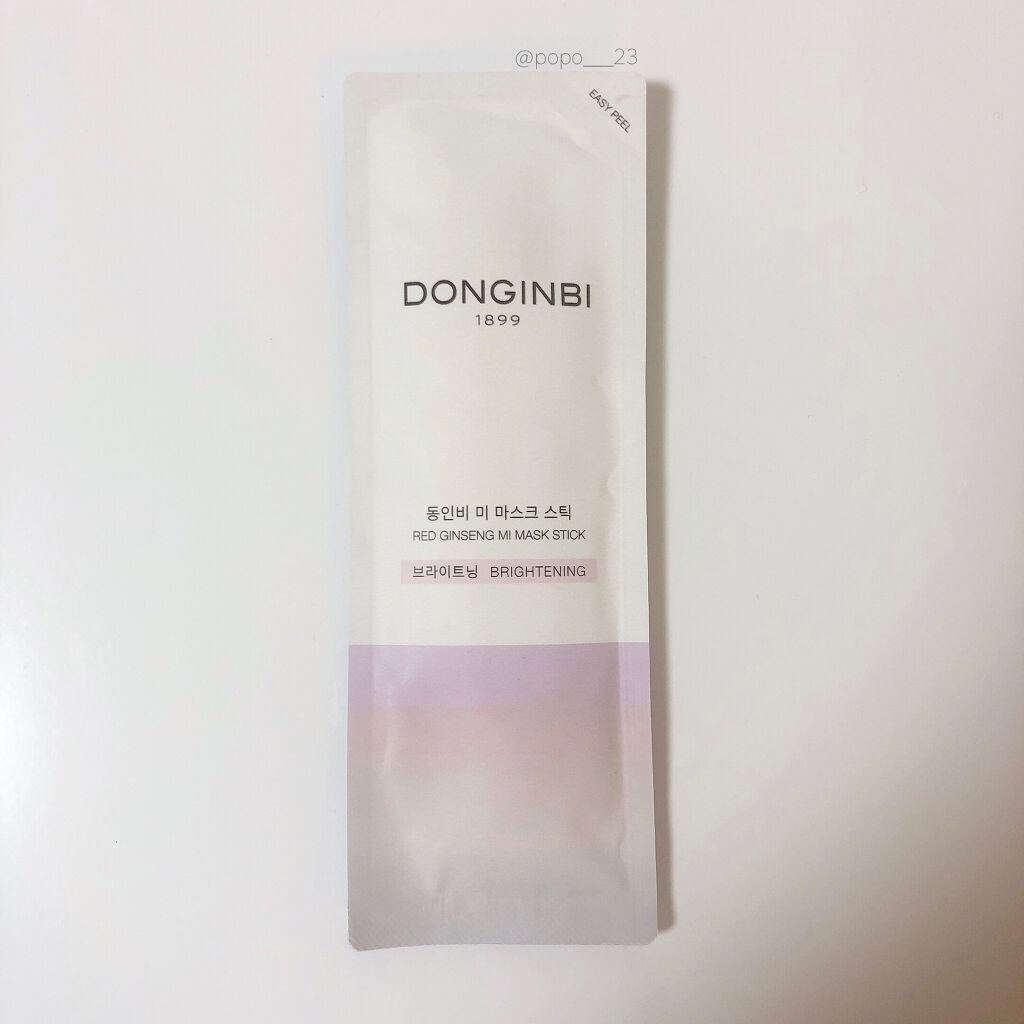 @popo___23
EASY PEEL
DONGINBI
1899
동인비 미 마스크 스틱
RED GINSENG MI MASK STICK
브라이트닝 BRIGHTENING